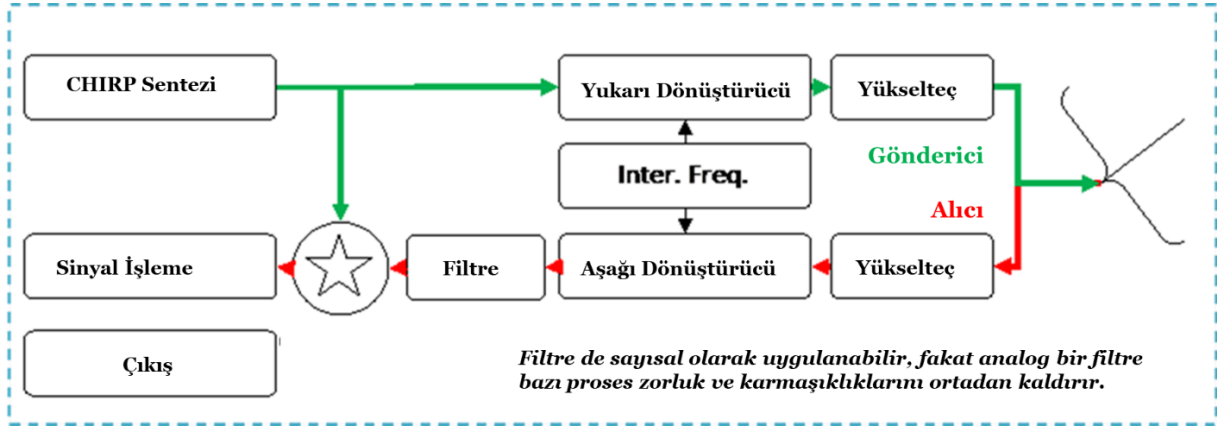 CHIRP Sentezi
Yukarı Dönüştürücü
Yükselteç
Gönderici
Inter. Freq.
Alıcı
Sinyal İşleme
Filtre
Aşağı Dönüştürücü
Yükselteç
Çıkış
Filtre de sayısal olarak uygulanabilir, fakat analog bir filtre
bazı proses zorluk ve karmaşıklıklarını ortadan kaldırır.